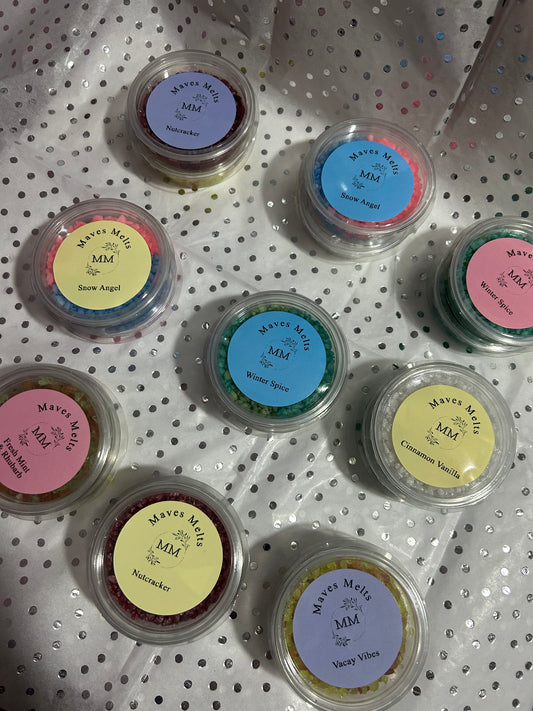 Maves Melts
MM
Nutcracker
Maves Melts
MM
Snow Angel
Maves Melts
MM
Snow Angel
Maves Melts
MM
Winter Spice
Maves Melts
MM
Winter Spice
Maves Melts
MM
Fresh Mint
& Rhubarb
Maves Melts
MM
Cinnamon Vanilla
Maves Melts
MM
Nutcracker
Maves Melts
MM
Vacay Vibes